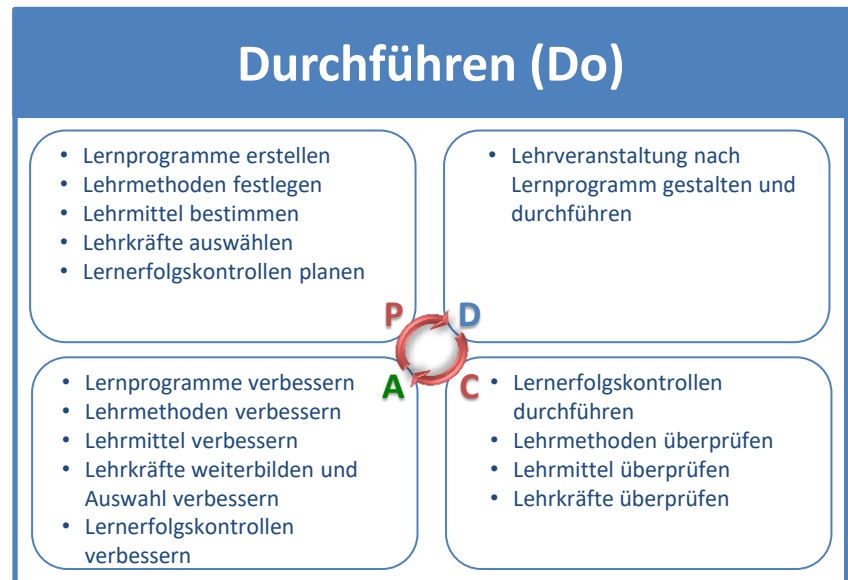 Durchführen (Do)
• Lernprogramme erstellen
• Lehrmethoden festlegen
• Lehrmittel bestimmen
• Lehrkräfte auswählen
• Lernerfolgskontrollen planen
• Lehrveranstaltung nach
Lernprogramm gestalten und
durchführen
P
D
A
C
• Lernprogramme verbessern
• Lehrmethoden verbessern
• Lehrmittel verbessern
• Lehrkräfte weiterbilden und
Auswahl verbessern
• Lernerfolgskontrollen
verbessern
• Lernerfolgskontrollen
durchführen
• Lehrmethoden überprüfen
• Lehrmittel überprüfen
• Lehrkräfte überprüfen